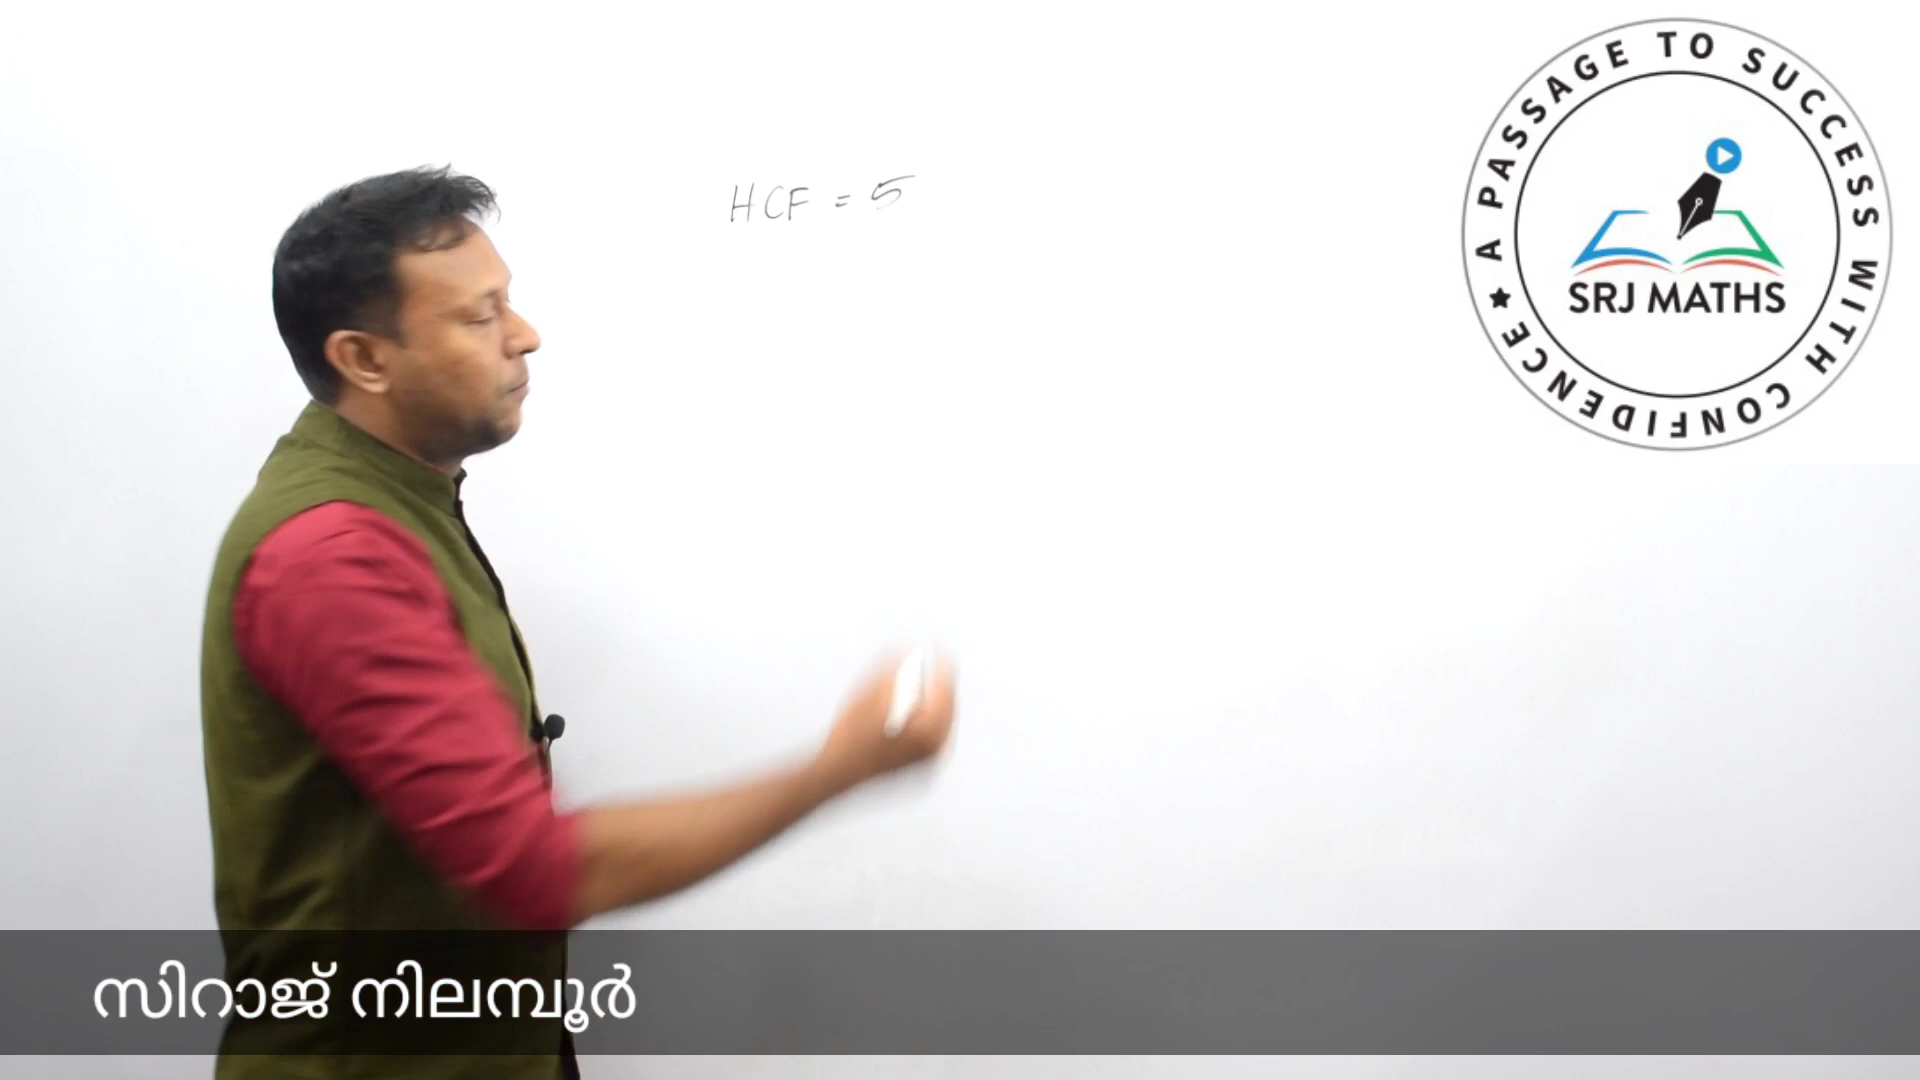 HCF = 5
A PASSAGE TO SUCCESS WITH CONFIDENCE ★
SRJ MATHS
സിറാജ് നിലമ്പൂർ